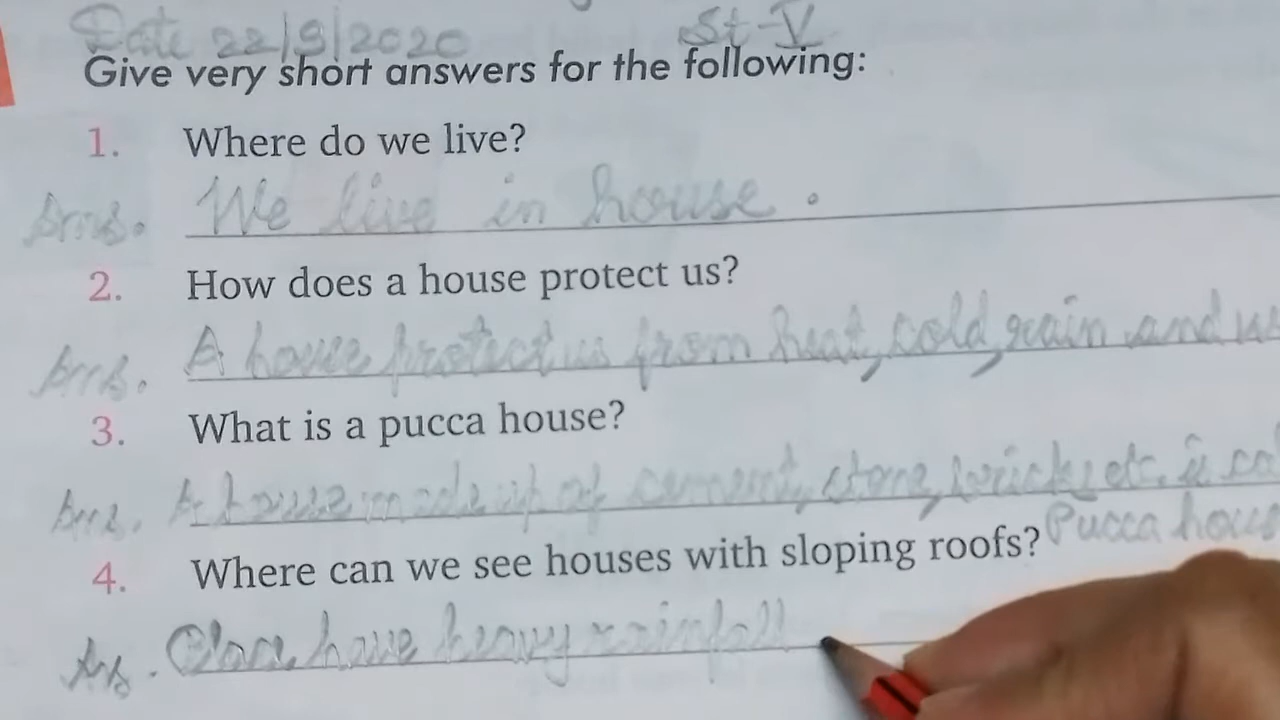 Date 22/9/2020 St-V
Give very short answers for the following:
1. Where do we live?
Ans. We live in house.
2. How does a house protect us?
Ans. A house protect us from heat, cold, rain and
3. What is a pucca house?
Ans. A house made up of cement, stone, bricks etc. is
Pucca hous
4. Where can we see houses with sloping roofs?
Ans. Place have heavy rainfall